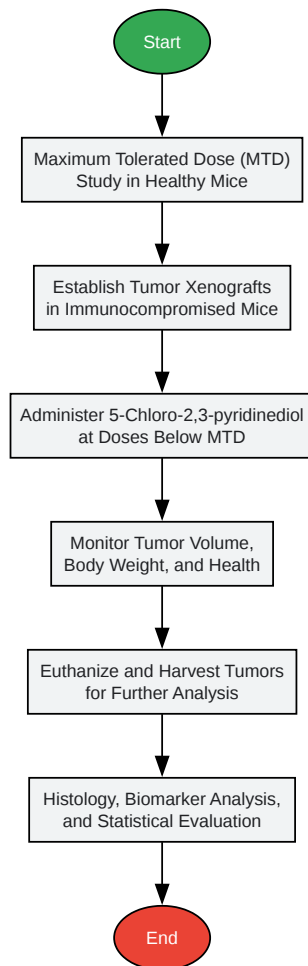 Start
Maximum Tolerated Dose (MTD)
Study in Healthy Mice
Establish Tumor Xenografts
in Immunocompromised Mice
Administer 5-Chloro-2,3-pyridinediol
at Doses Below MTD
Monitor Tumor Volume,
Body Weight, and Health
Euthanize and Harvest Tumors
for Further Analysis
Histology, Biomarker Analysis,
and Statistical Evaluation
End